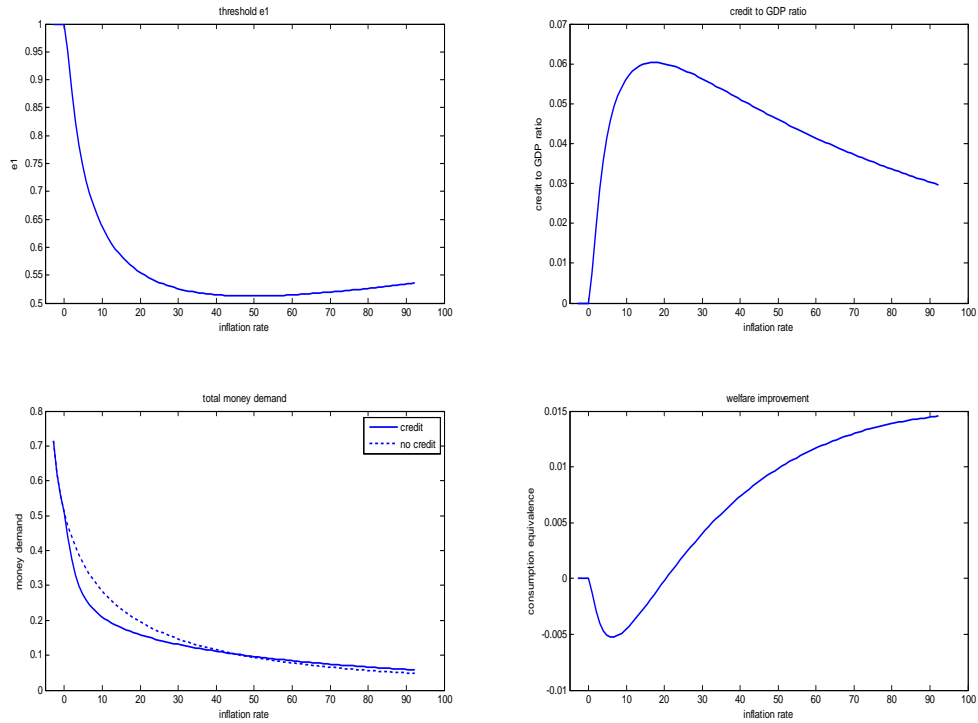 threshold e1
1
0.95
0.9
0.85
0.8
0.75
0.7
0.65
0.6
0.55
0.5
e1
0 10 20 30 40 50 60 70 80 90 100
inflation rate
credit to GDP ratio
0.07
0.06
0.05
0.04
0.03
0.02
0.01
0
credit to GDP ratio
0 10 20 30 40 50 60 70 80 90 100
inflation rate
total money demand
0.8
0.7
0.6
0.5
0.4
0.3
0.2
0.1
0
money demand
credit
no credit
0 10 20 30 40 50 60 70 80 90 100
inflation rate
welfare improvement
0.015
0.01
0.005
0
-0.005
-0.01
consumption equivalence
0 10 20 30 40 50 60 70 80 90 100
inflation rate